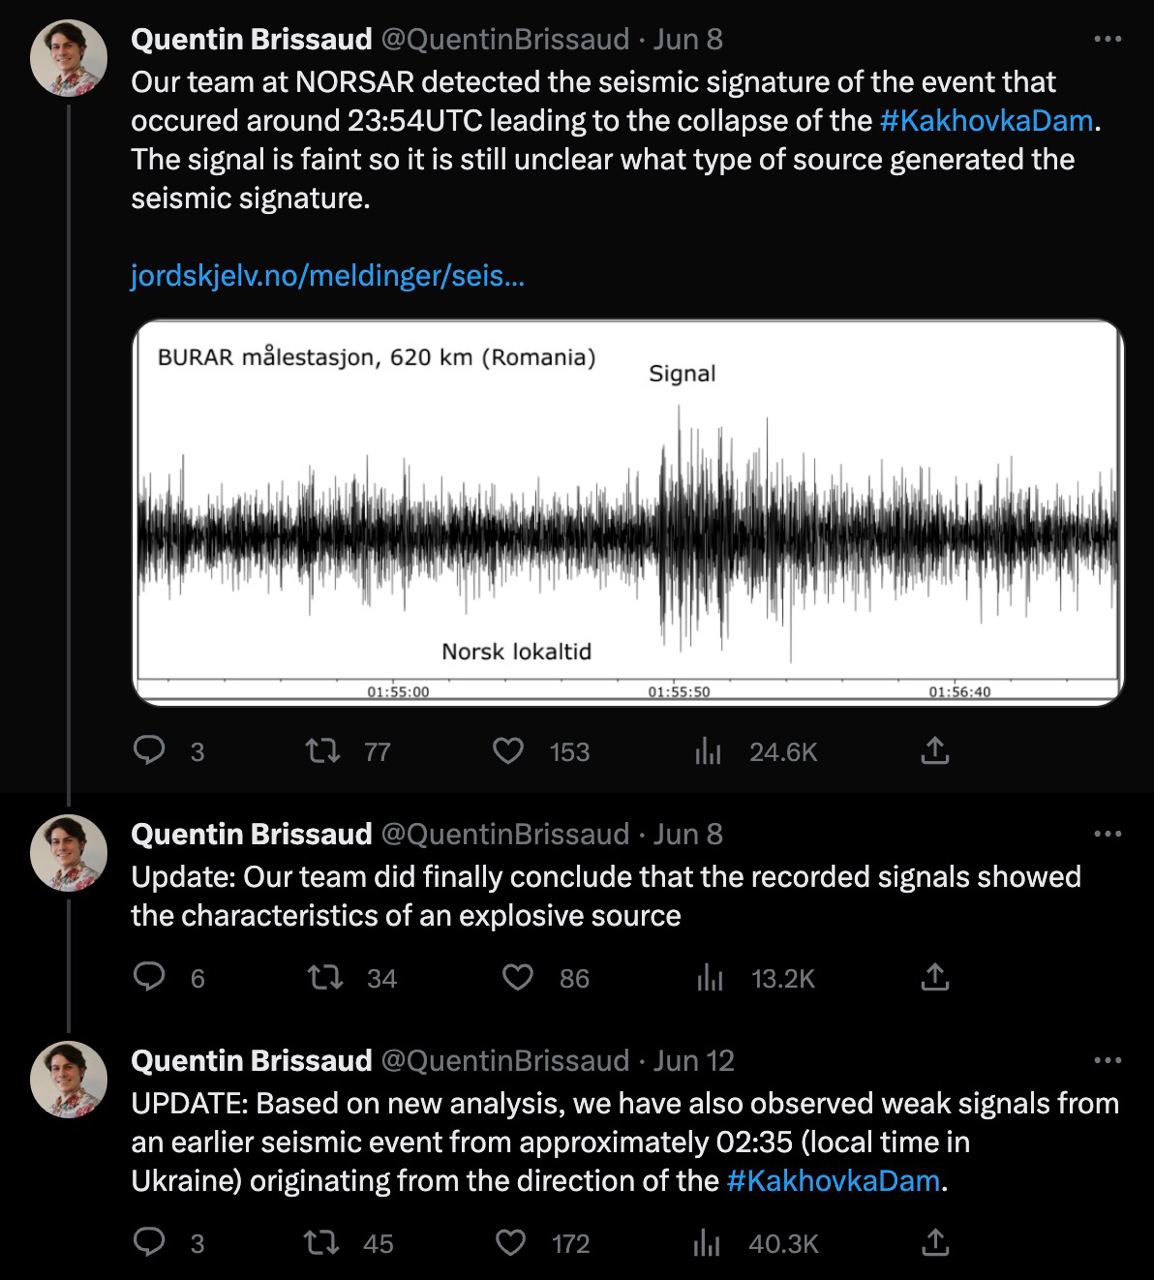 Quentin Brissaud @QuentinBrissaud · Jun 8
Our team at NORSAR detected the seismic signature of the event that
occured around 23:54UTC leading to the collapse of the #KakhovkaDam.
The signal is faint so it is still unclear what type of source generated the
seismic signature.
jordskjelv.no/meldinger/seis...
BURAR målestasjon, 620 km (Romania)
Signal
Norsk lokaltid
01:55:00 01:55:50 01:56:40
3 77 153 24.6K
Quentin Brissaud @QuentinBrissaud · Jun 8
Update: Our team did finally conclude that the recorded signals showed
the characteristics of an explosive source
6 34 86 13.2K
Quentin Brissaud @QuentinBrissaud · Jun 12
UPDATE: Based on new analysis, we have also observed weak signals from
an earlier seismic event from approximately 02:35 (local time in
Ukraine) originating from the direction of the #KakhovkaDam.
3 45 172 40.3K